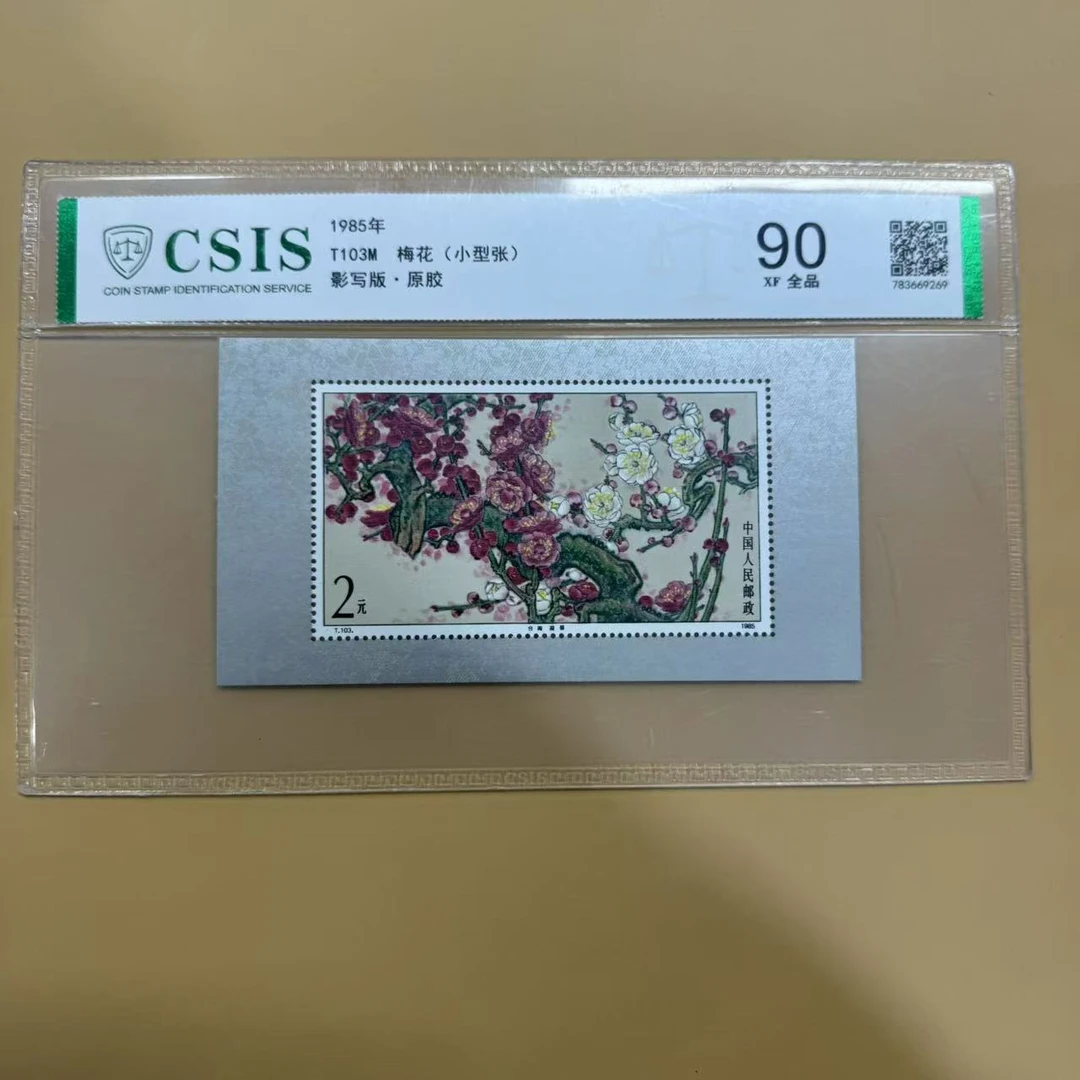 CSIS
COIN STAMP IDENTIFICATION SERVICE
1985年
T103M 梅花（小型张）
影写版·原胶
90
XF 全品
783669269
中国人民邮政
2元
T.103.
1985